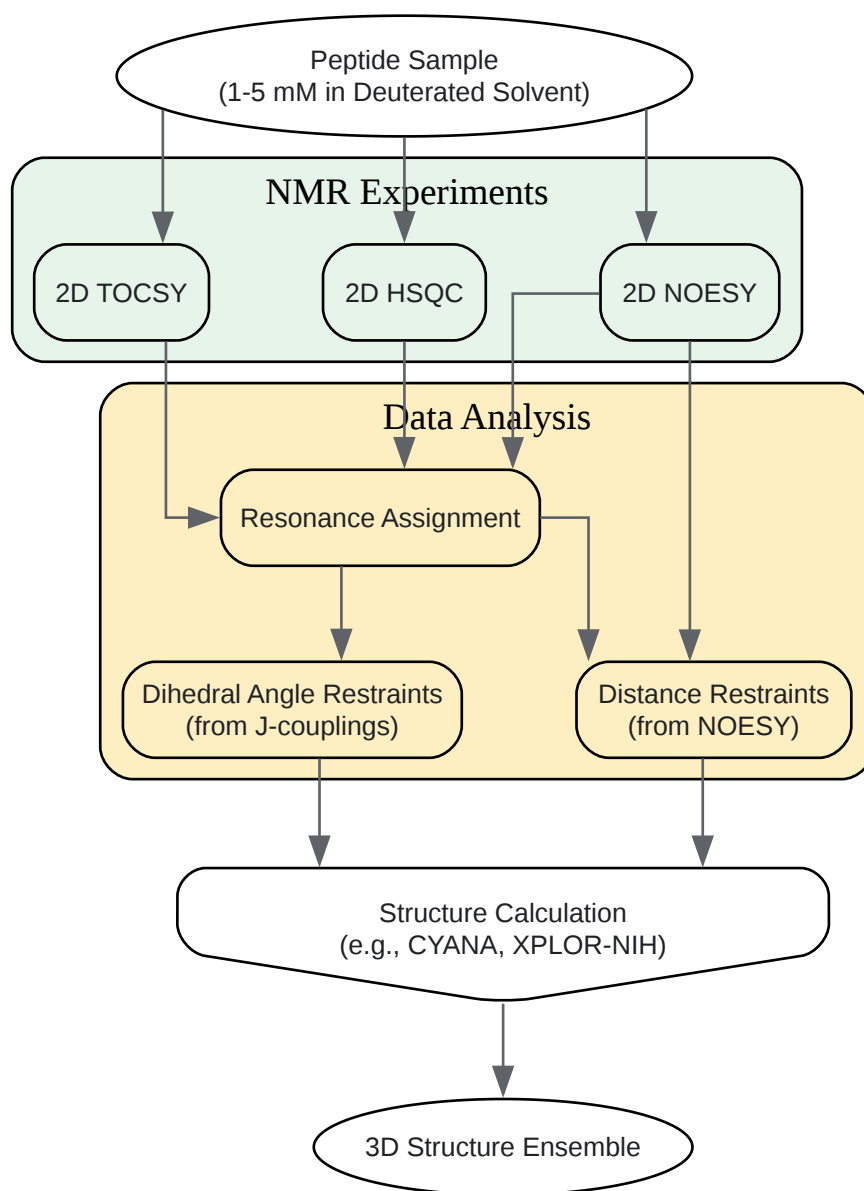 Peptide Sample
(1-5 mM in Deuterated Solvent)
NMR Experiments
2D TOCSY
2D HSQC
2D NOESY
Data Analysis
Resonance Assignment
Dihedral Angle Restraints
(from J-couplings)
Distance Restraints
(from NOESY)
Structure Calculation
(e.g., CYANA, XPLOR-NIH)
3D Structure Ensemble